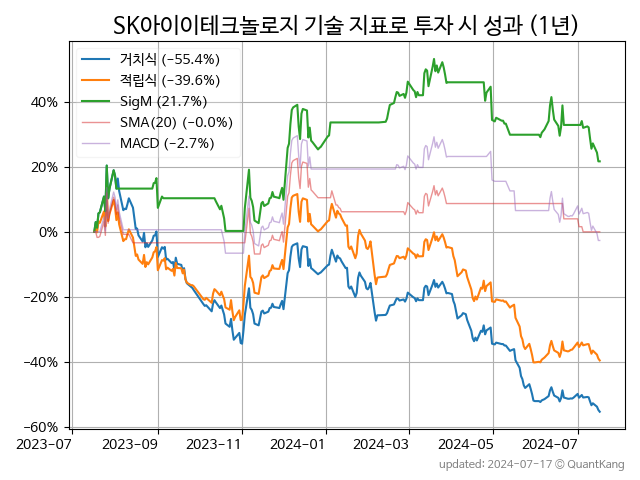 SK아이이테크놀로지 기술 지표로 투자 시 성과 (1년)
거치식 (-55.4%)
적립식 (-39.6%)
SigM (21.7%)
SMA(20) (-0.0%)
MACD (-2.7%)
40%
20%
0%
-20%
-40%
-60%
2023-07 2023-09 2023-11 2024-01 2024-03 2024-05 2024-07
updated: 2024-07-17 © QuantKang